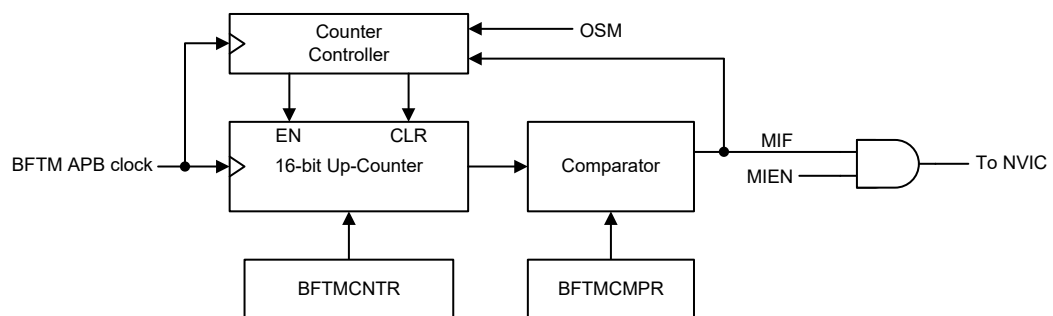 Counter
Controller
OSM
EN
CLR
BFTM APB clock
16-bit Up-Counter
Comparator
MIF
MIEN
To NVIC
BFTMCNTR
BFTMCMPR